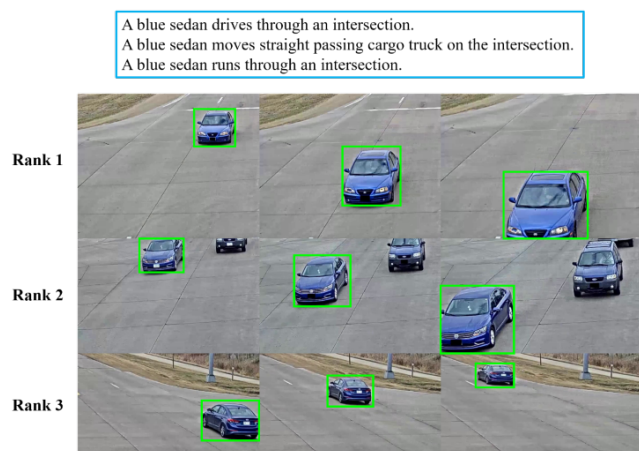 A blue sedan drives through an intersection.
A blue sedan moves straight passing cargo truck on the intersection.
A blue sedan runs through an intersection.
Rank 1
Rank 2
Rank 3